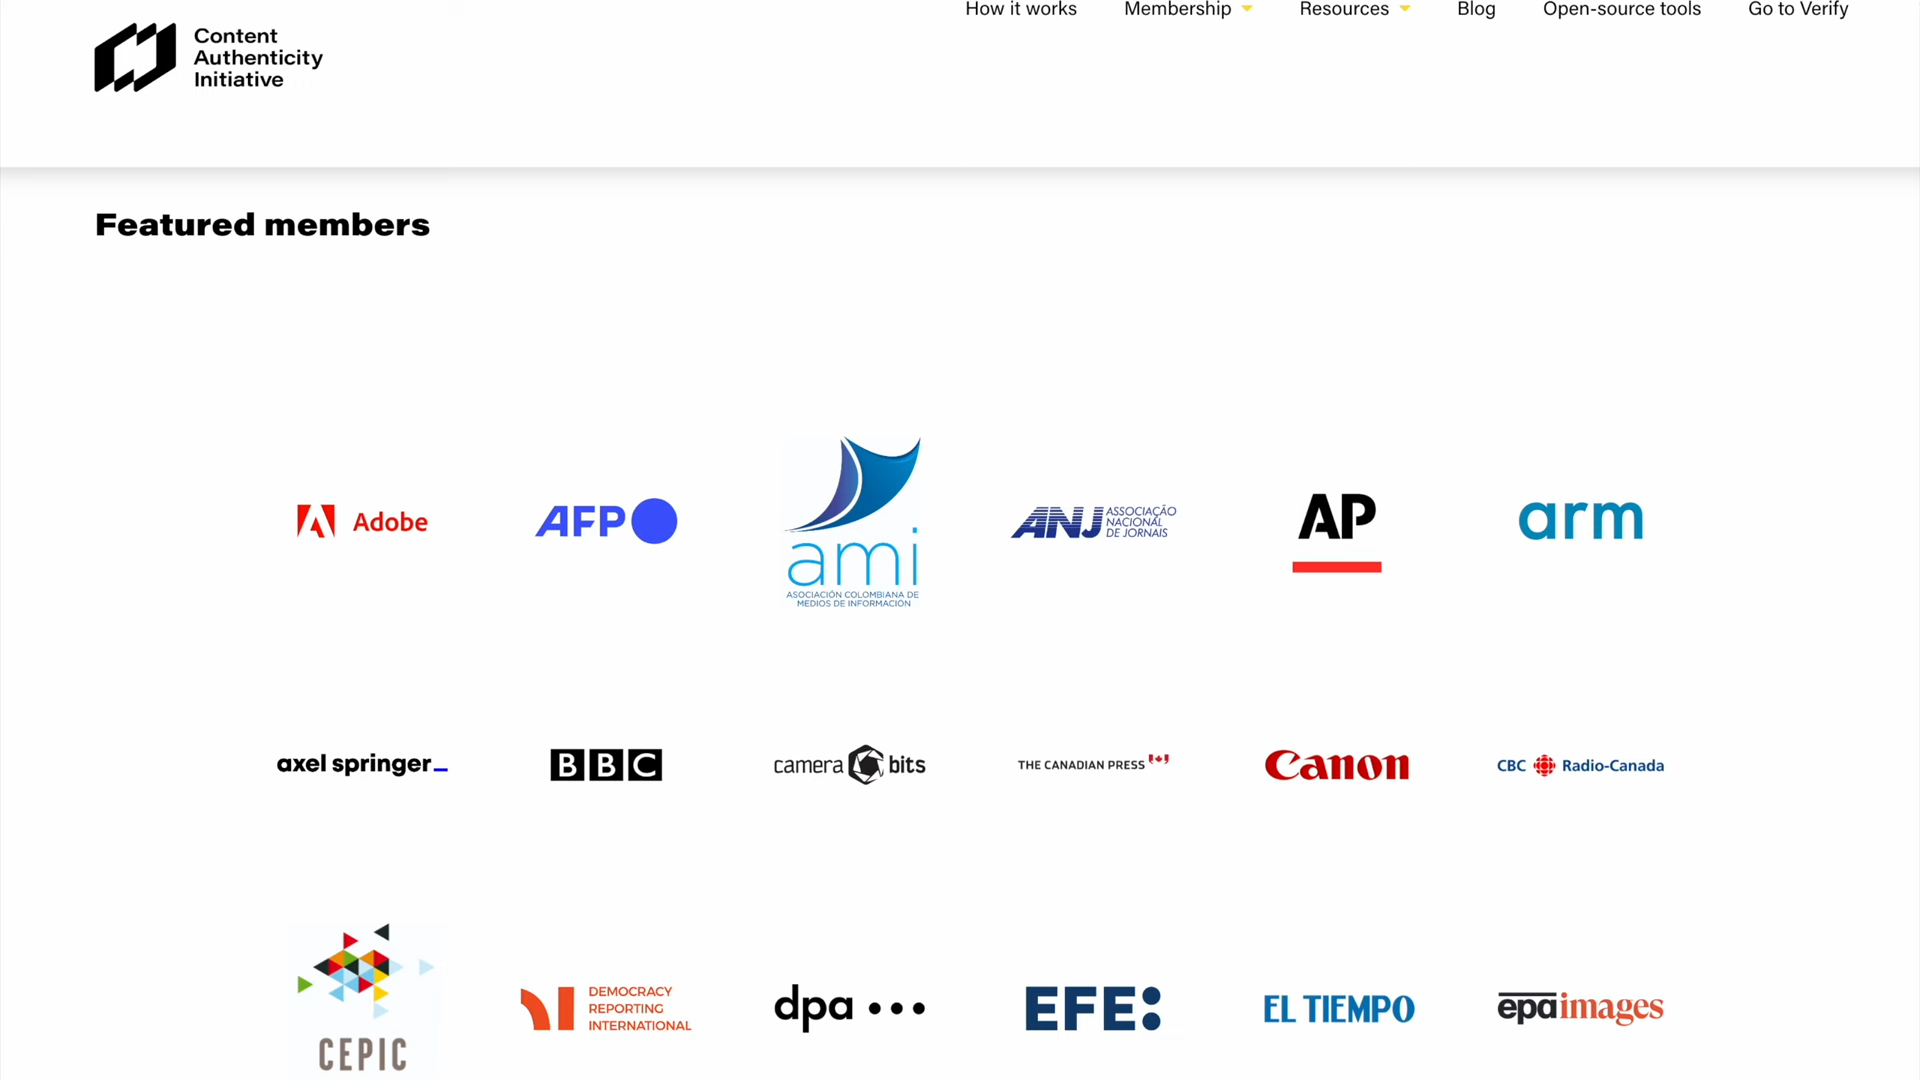 How it works
Membership
Resources
Blog
Open-source tools
Go to Verify
Content
Authenticity
Initiative
Featured members
Adobe
AFP
ami
ASOCIACIÓN COLOMBIANA DE
MEDIOS DE INFORMACIÓN
ANJ
ASSOCIAÇÃO
NACIONAL
DE JORNAIS
AP
arm
axel springer_
BBC
camera bits
THE CANADIAN PRESS
Canon
CBC Radio-Canada
CEPIC
DEMOCRACY
REPORTING
INTERNATIONAL
dpa
EFE:
EL TIEMPO
epaimages